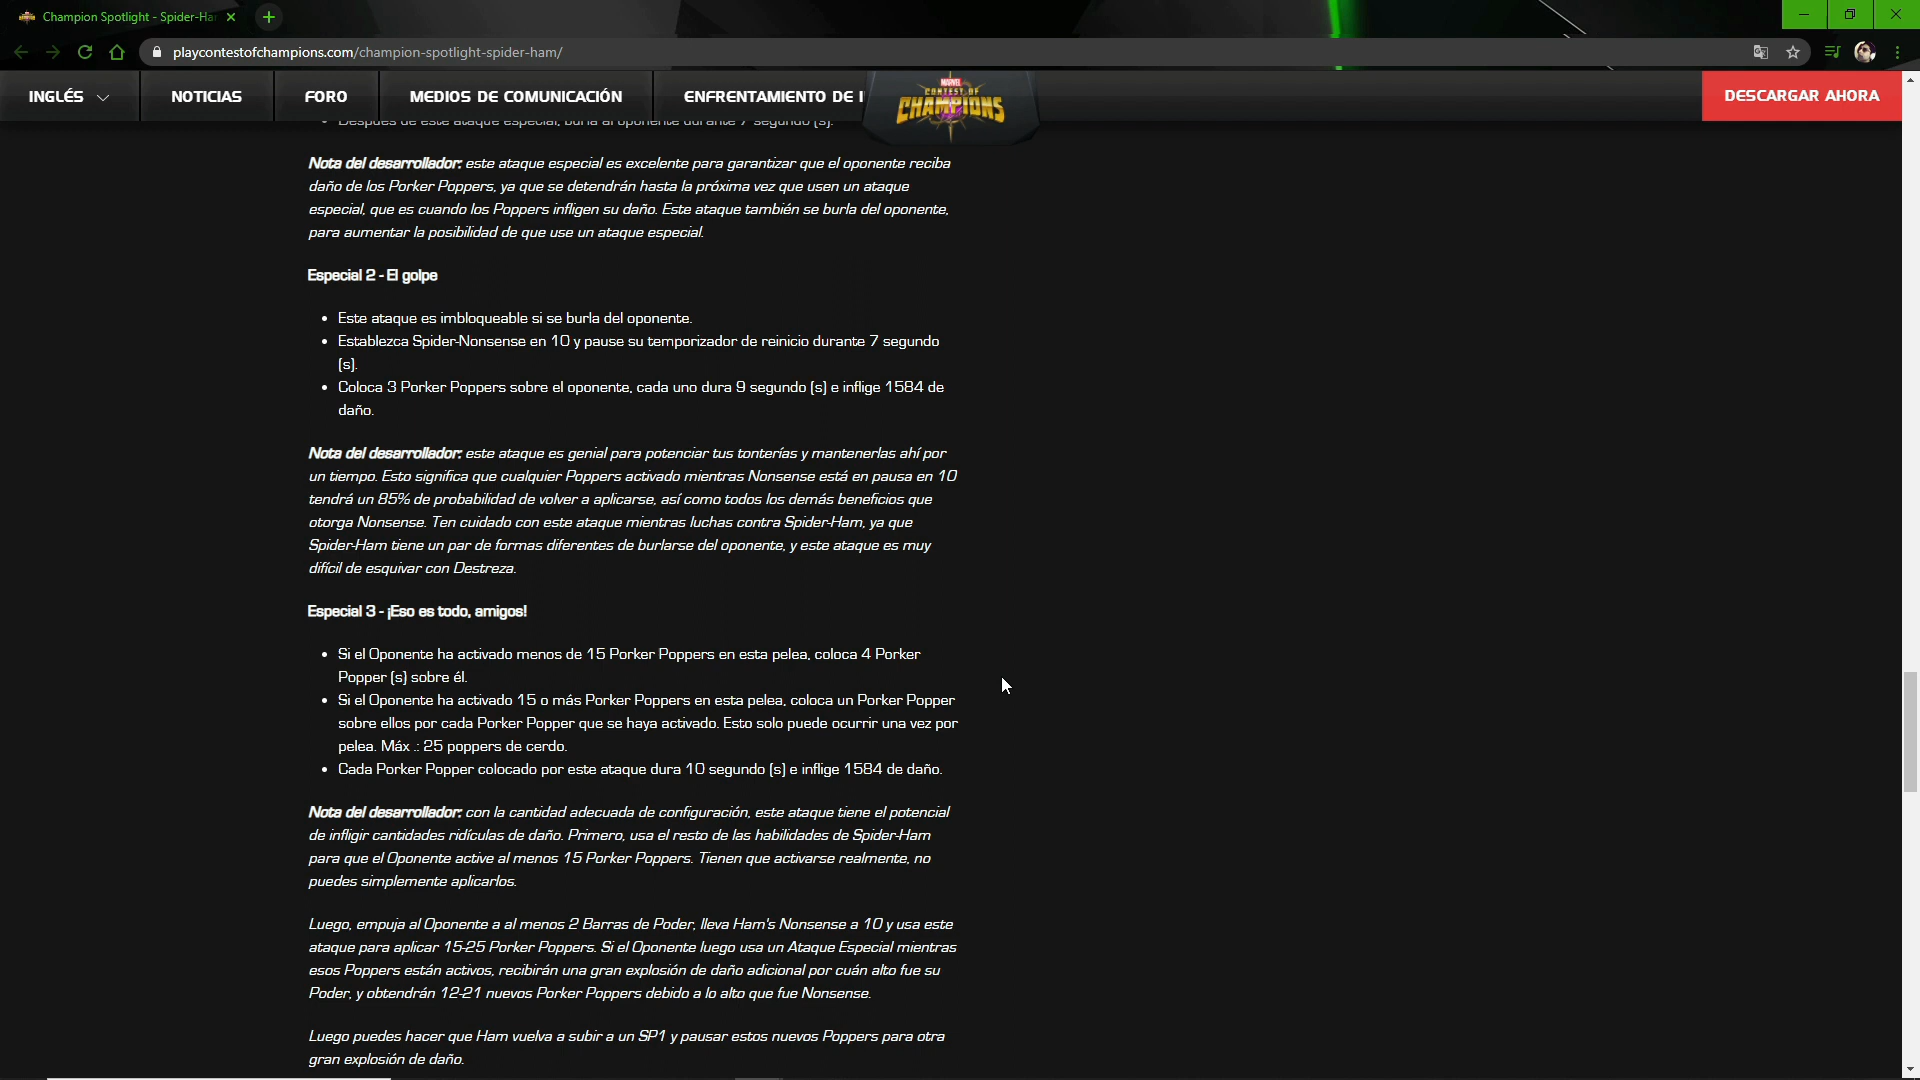 Champion Spotlight - Spider-Ha
playcontestofchampions.com/champion-spotlight-spider-ham/
INGLÉS
NOTICIAS
FORO
MEDIOS DE COMUNICACIÓN
ENFRENTAMIENTO DE I
MARVEL
CONTEST OF
CHAMPIONS
DESCARGAR AHORA
• Después de este ataque especial, burla al oponente durante 7 segundo (s).
Nota del desarrollador: este ataque especial es excelente para garantizar que el oponente reciba
daño de los Porker Poppers, ya que se detendrán hasta la próxima vez que usen un ataque
especial, que es cuando los Poppers infligen su daño. Este ataque también se burla del oponente,
para aumentar la posibilidad de que use un ataque especial.
Especial 2 - El golpe
• Este ataque es imbloqueable si se burla del oponente.
• Establezca Spider-Nonsense en 10 y pause su temporizador de reinicio durante 7 segundo
(s).
• Coloca 3 Porker Poppers sobre el oponente, cada uno dura 9 segundo (s) e inflige 1584 de
daño.
Nota del desarrollador: este ataque es genial para potenciar tus tonterías y mantenerlas ahí por
un tiempo. Esto significa que cualquier Poppers activado mientras Nonsense está en pausa en 10
tendrá un 85% de probabilidad de volver a aplicarse, así como todos los demás beneficios que
otorga Nonsense. Ten cuidado con este ataque mientras luchas contra Spider-Ham, ya que
Spider-Ham tiene un par de formas diferentes de burlarse del oponente, y este ataque es muy
difícil de esquivar con Destreza.
Especial 3 - ¡Eso es todo, amigos!
• Si el Oponente ha activado menos de 15 Porker Poppers en esta pelea, coloca 4 Porker
Popper (s) sobre él.
• Si el Oponente ha activado 15 o más Porker Poppers en esta pelea, coloca un Porker Popper
sobre ellos por cada Porker Popper que se haya activado. Esto solo puede ocurrir una vez por
pelea. Máx .: 25 poppers de cerdo.
• Cada Porker Popper colocado por este ataque dura 10 segundo (s) e inflige 1584 de daño.
Nota del desarrollador: con la cantidad adecuada de configuración, este ataque tiene el potencial
de infligir cantidades ridículas de daño. Primero, usa el resto de las habilidades de Spider-Ham
para que el Oponente active al menos 15 Porker Poppers. Tienen que activarse realmente, no
puedes simplemente aplicarlos.
Luego, empuja al Oponente a al menos 2 Barras de Poder, lleva Ham's Nonsense a 10 y usa este
ataque para aplicar 15-25 Porker Poppers. Si el Oponente luego usa un Ataque Especial mientras
esos Poppers están activos, recibirán una gran explosión de daño adicional por cuán alto fue su
Poder, y obtendrán 12-21 nuevos Porker Poppers debido a lo alto que fue Nonsense.
Luego puedes hacer que Ham vuelva a subir a un SP1 y pausar estos nuevos Poppers para otra
gran explosión de daño.